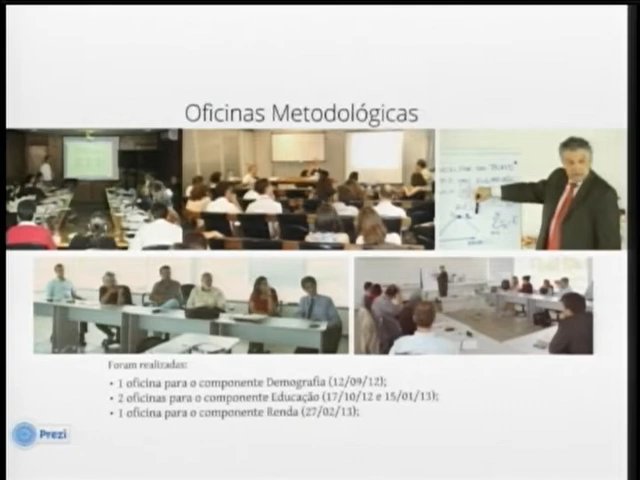 Oficinas Metodológicas
Foram realizadas:
• 1 oficina para o componente Demografia (12/09/12);
• 2 oficinas para o componente Educação (17/10/12 e 15/01/13);
• 1 oficina para o componente Renda (27/02/13);
Prezi